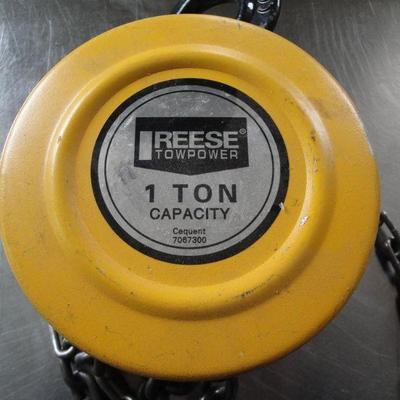 REESE®
TOWPOWER
1 TON
CAPACITY
Cequent
7067300